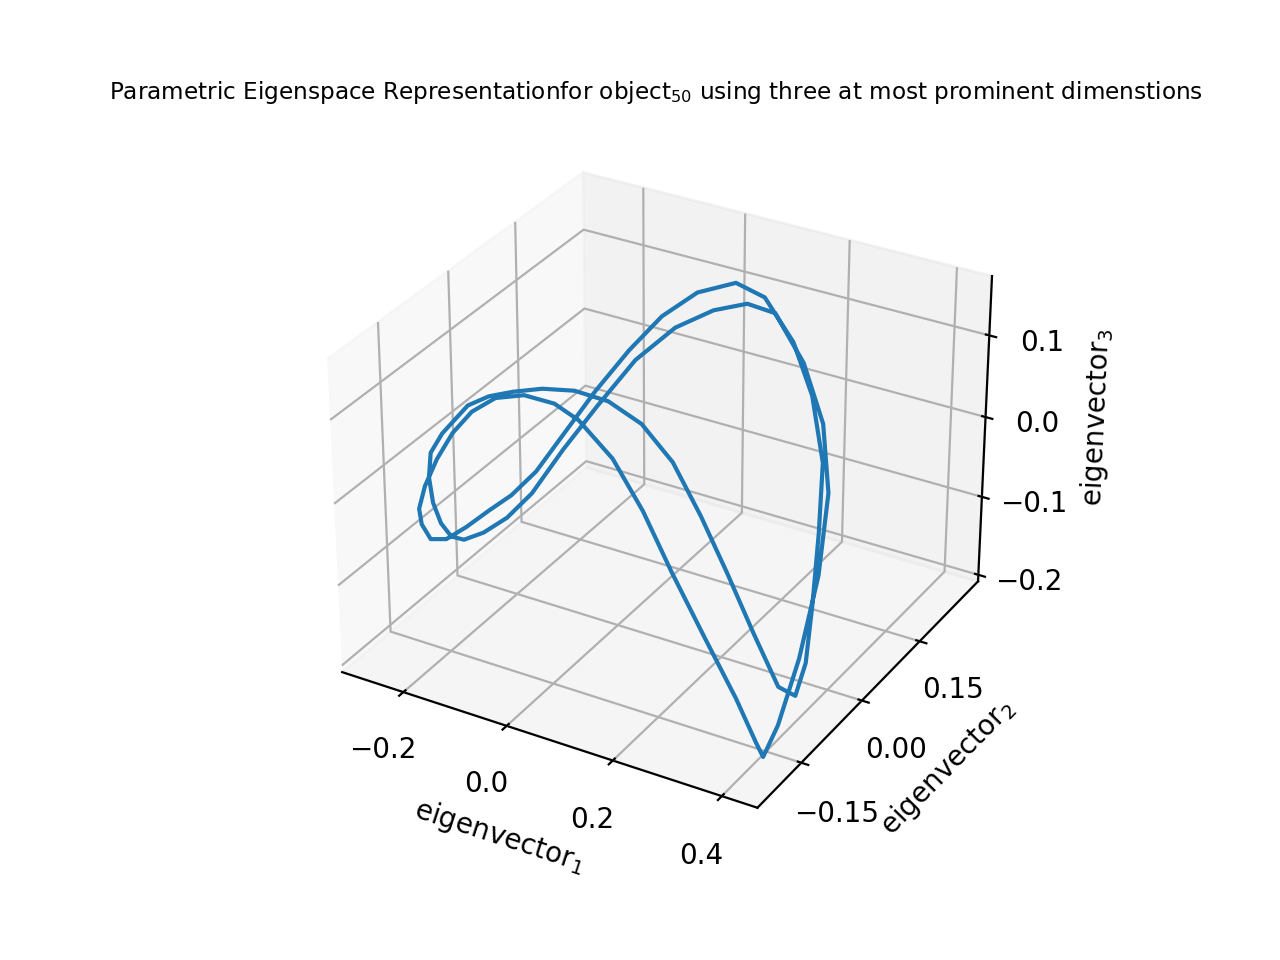 Parametric Eigenspace Representationfor object₅₀ using three at most prominent dimenstions
0.1
0.0
−0.1
−0.2
eigenvector₃
0.15
0.00
−0.15
eigenvector₂
−0.2
0.0
0.2
0.4
eigenvector₁